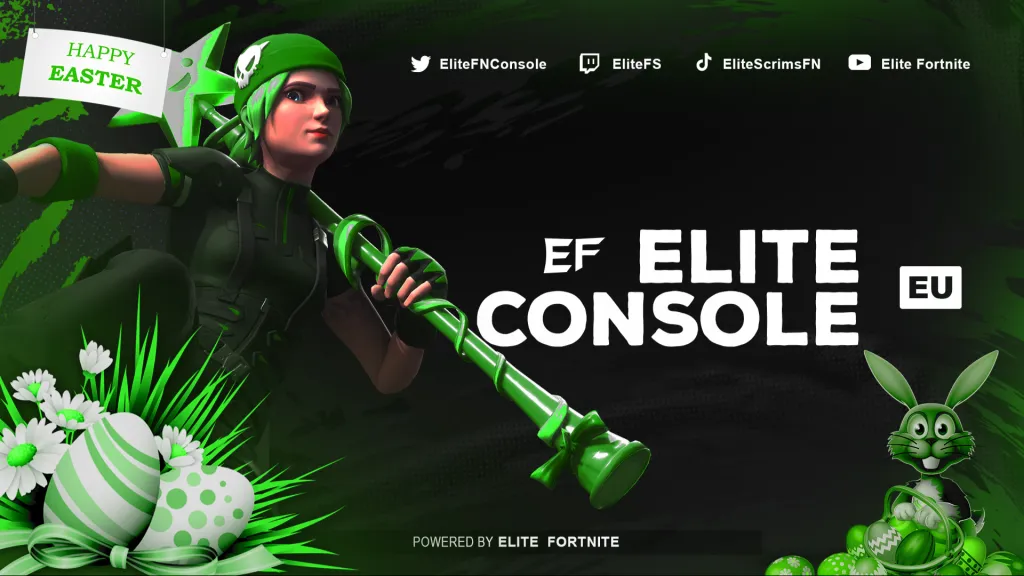 HAPPY
EASTER
EliteFNConsole EliteFS EliteScrimsFN Elite Fortnite
EF ELITE
CONSOLE
EU
POWERED BY ELITE FORTNITE